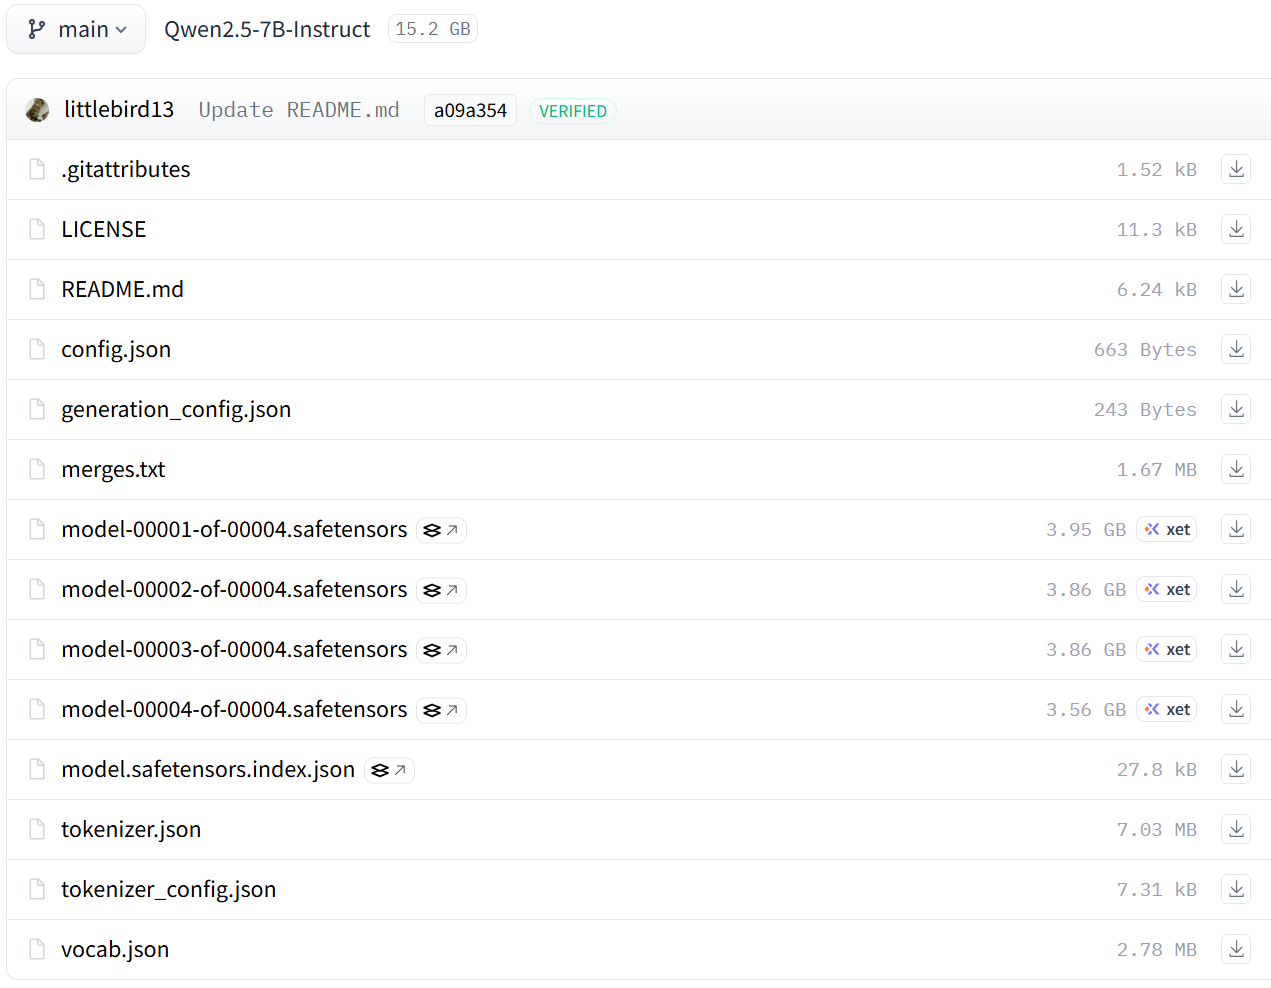 main Qwen2.5-7B-Instruct 15.2 GB
littlebird13 Update README.md a09a354 VERIFIED
.gitattributes 1.52 kB
LICENSE 11.3 kB
README.md 6.24 kB
config.json 663 Bytes
generation_config.json 243 Bytes
merges.txt 1.67 MB
model-00001-of-00004.safetensors 3.95 GB xet
model-00002-of-00004.safetensors 3.86 GB xet
model-00003-of-00004.safetensors 3.86 GB xet
model-00004-of-00004.safetensors 3.56 GB xet
model.safetensors.index.json 27.8 kB
tokenizer.json 7.03 MB
tokenizer_config.json 7.31 kB
vocab.json 2.78 MB